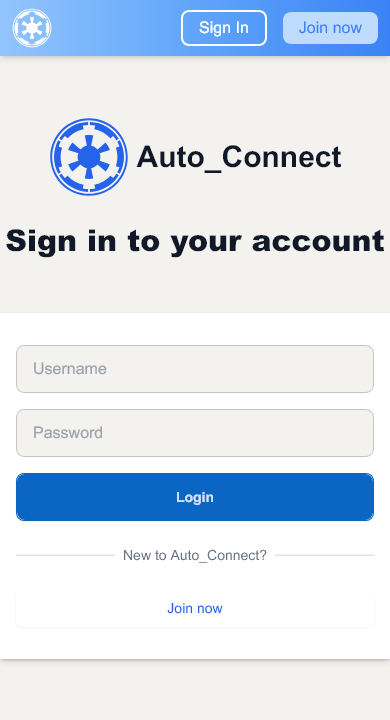 Sign In
Join now
Auto_Connect
Sign in to your account
Username
Password
Login
New to Auto_Connect?
Join now